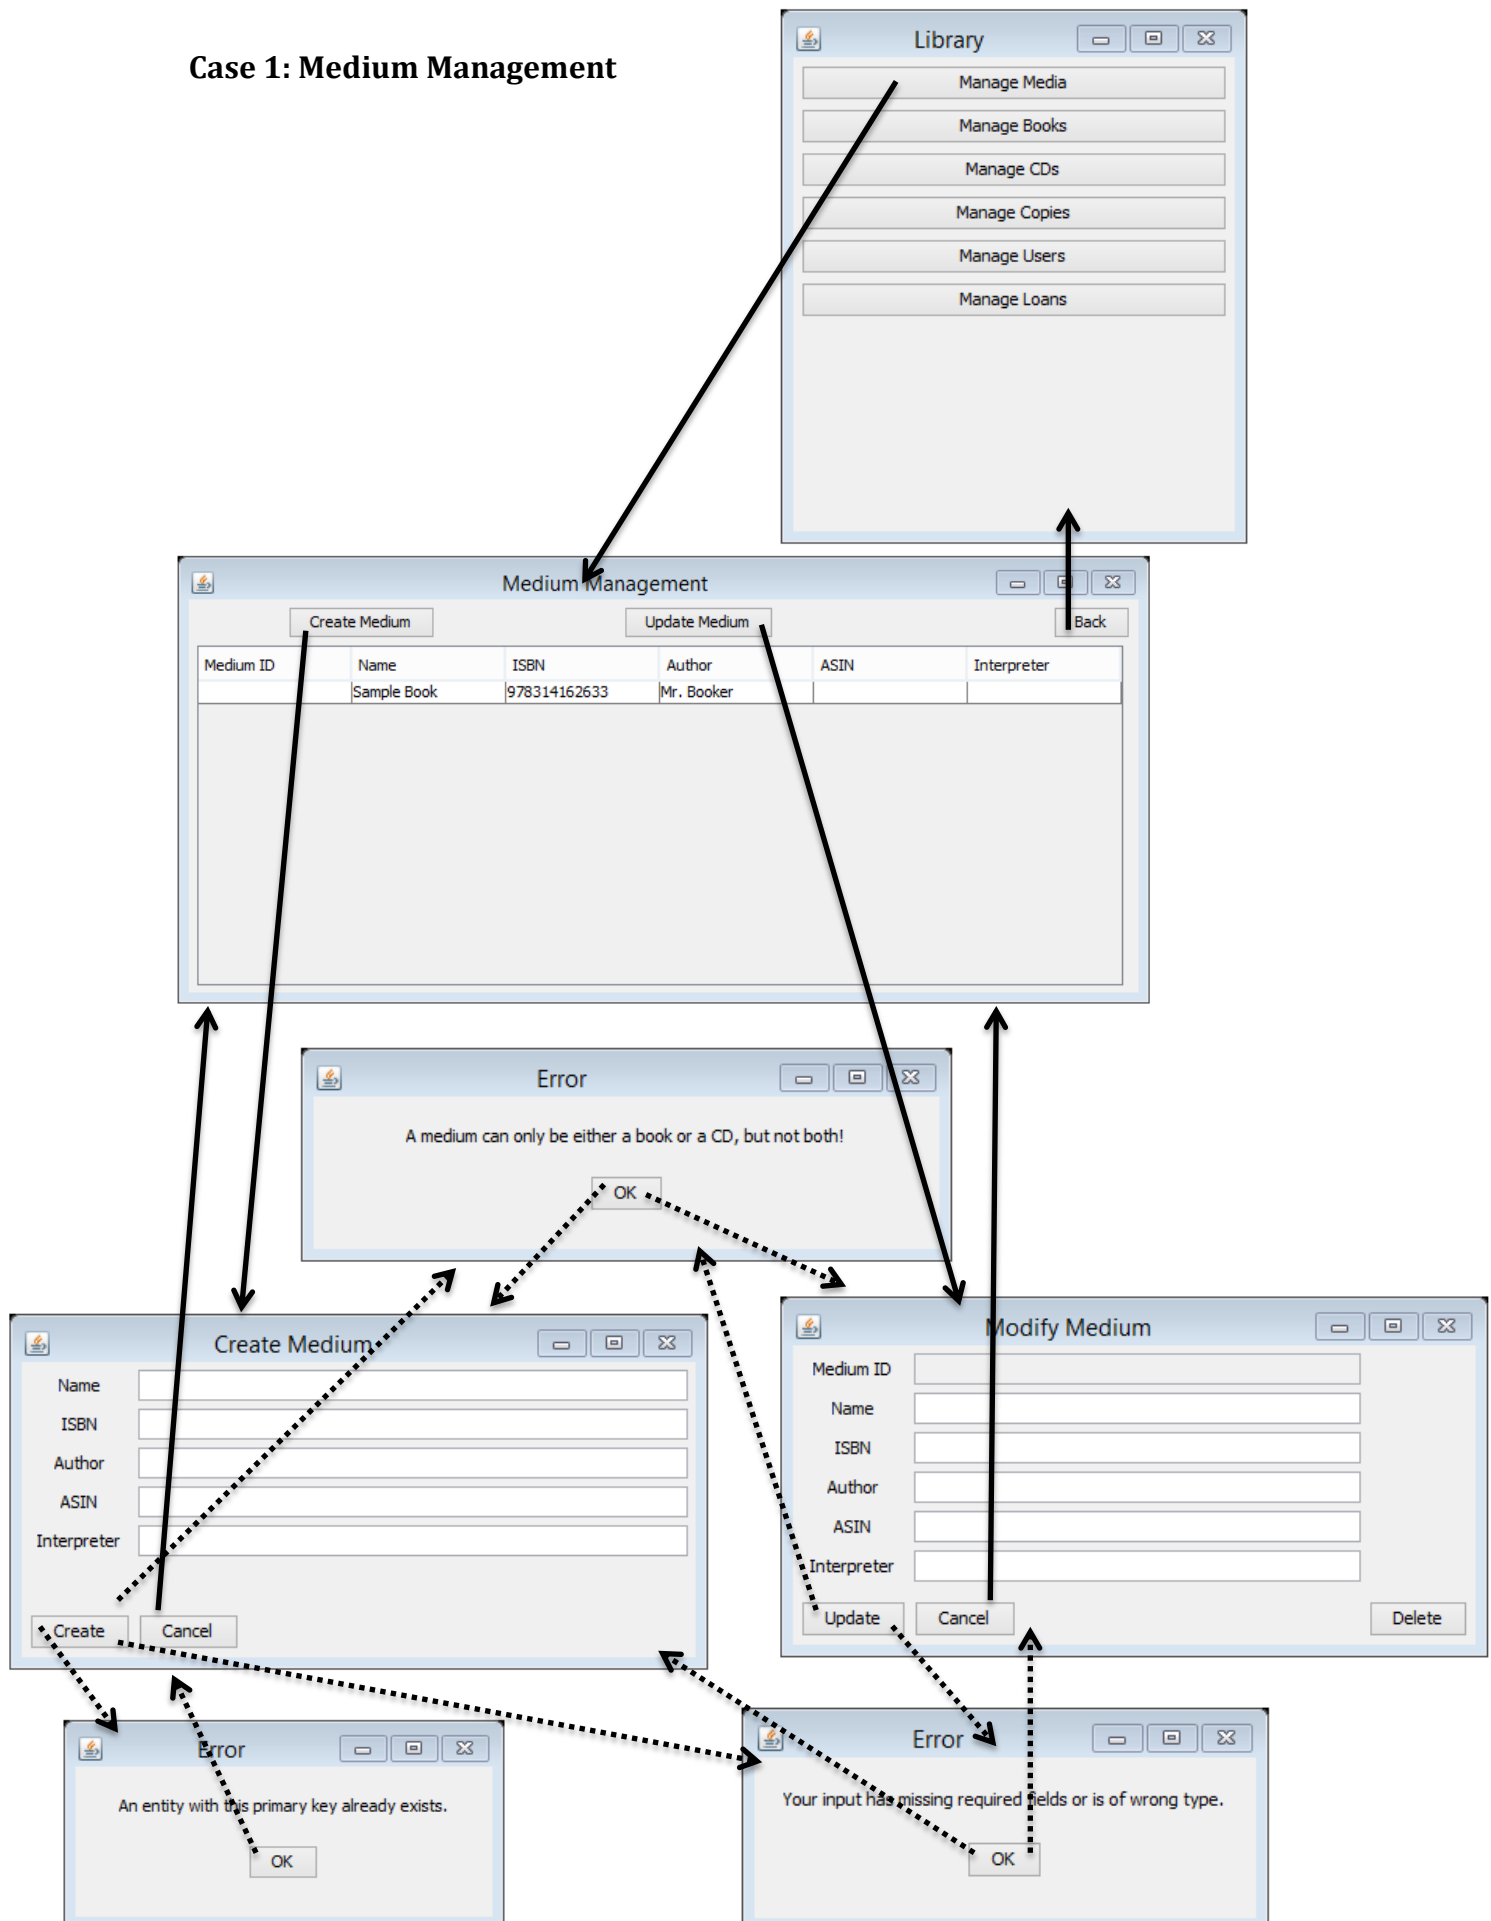 Case 1: Medium Management
Library
Manage Media
Manage Books
Manage CDs
Manage Copies
Manage Users
Manage Loans
Medium Management
Create Medium Update Medium Back
Medium ID Name ISBN Author ASIN Interpreter
Sample Book 978314162633 Mr. Booker
Error
A medium can only be either a book or a CD, but not both!
OK
Create Medium
Name
ISBN
Author
ASIN
Interpreter
Create Cancel
Modify Medium
Medium ID
Name
ISBN
Author
ASIN
Interpreter
Update Cancel Delete
Error
An entity with this primary key already exists.
OK
Error
Your input has missing required fields or is of wrong type.
OK